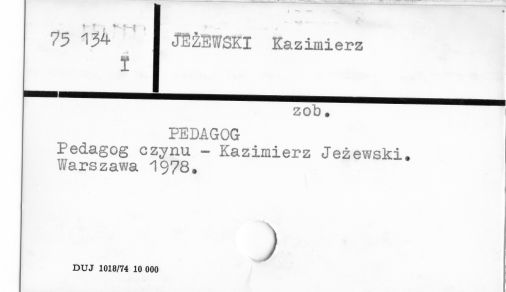 75 134
I
JEŻEWSKI Kazimierz
zob.
PEDAGOG
Pedagog czynu - Kazimierz Jeżewski.
Warszawa 1978.
DUJ 1018/74 10 000